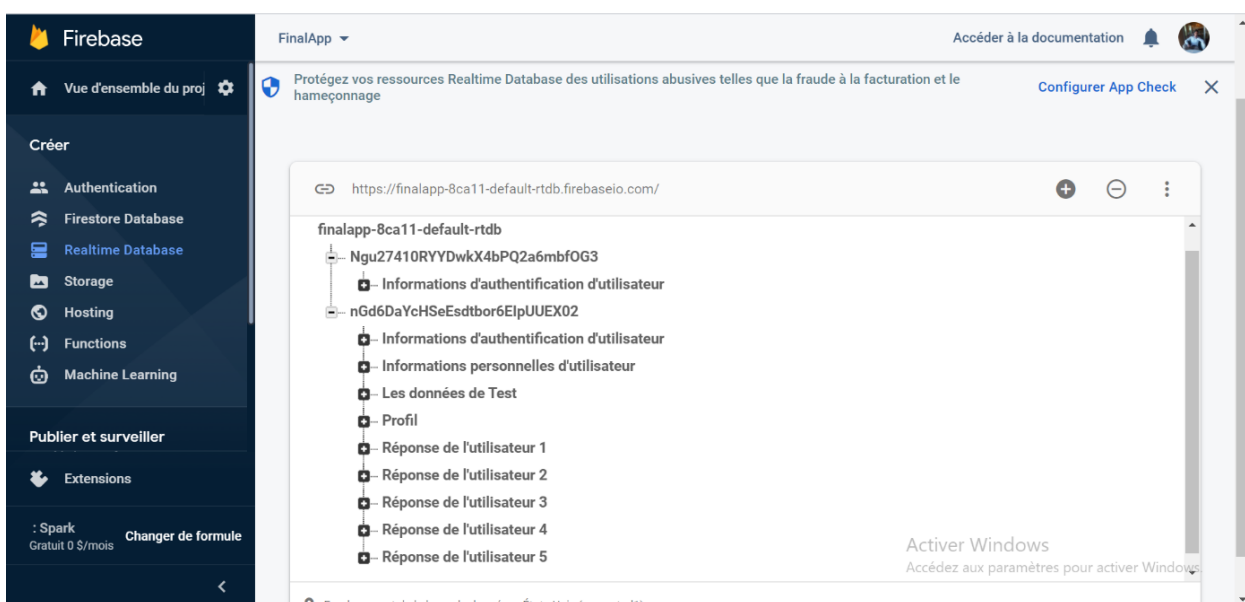 Firebase
FinalApp
Accéder à la documentation
Vue d'ensemble du proj
Protégez vos ressources Realtime Database des utilisations abusives telles que la fraude à la facturation et le
hameçonnage
Configurer App Check
Créer
Authentication
Firestore Database
Realtime Database
Storage
Hosting
Functions
Machine Learning
Publier et surveiller
Extensions
: Spark
Gratuit 0 $/mois
Changer de formule
https://finalapp-8ca11-default-rtdb.firebaseio.com/
finalapp-8ca11-default-rtdb
Ngu27410RYYDwkX4bPQ2a6mbfOG3
Informations d'authentification d'utilisateur
nGd6DaYcHSeEsdtbor6EIpUUEX02
Informations d'authentification d'utilisateur
Informations personnelles d'utilisateur
Les données de Test
Profil
Réponse de l'utilisateur 1
Réponse de l'utilisateur 2
Réponse de l'utilisateur 3
Réponse de l'utilisateur 4
Réponse de l'utilisateur 5
Activer Windows
Accédez aux paramètres pour activer Windows